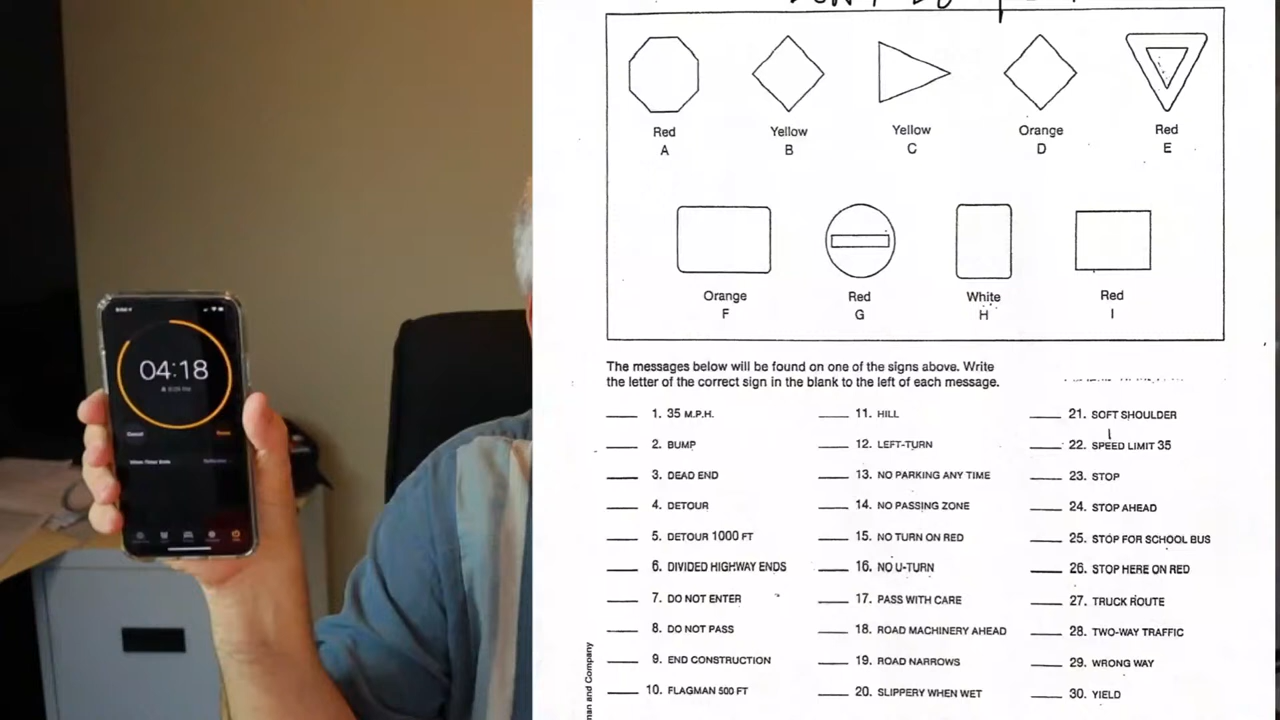 04:18
Cancel
When Timer Ends
Red
Yellow
Yellow
Orange
Red
A
B
C
D
E
Orange
Red
White
Red
F
G
H
I
The messages below will be found on one of the signs above. Write
the letter of the correct sign in the blank to the left of each message.
1. 35 M.P.H.
2. BUMP
3. DEAD END
4. DETOUR
5. DETOUR 1000 FT
6. DIVIDED HIGHWAY ENDS
7. DO NOT ENTER
8. DO NOT PASS
9. END CONSTRUCTION
10. FLAGMAN 500 FT
11. HILL
12. LEFT-TURN
13. NO PARKING ANY TIME
14. NO PASSING ZONE
15. NO TURN ON RED
16. NO U-TURN
17. PASS WITH CARE
18. ROAD MACHINERY AHEAD
19. ROAD NARROWS
20. SLIPPERY WHEN WET
21. SOFT SHOULDER
22. SPEED LIMIT 35
23. STOP
24. STOP AHEAD
25. STOP FOR SCHOOL BUS
26. STOP HERE ON RED
27. TRUCK ROUTE
28. TWO-WAY TRAFFIC
29. WRONG WAY
30. YIELD
and Company